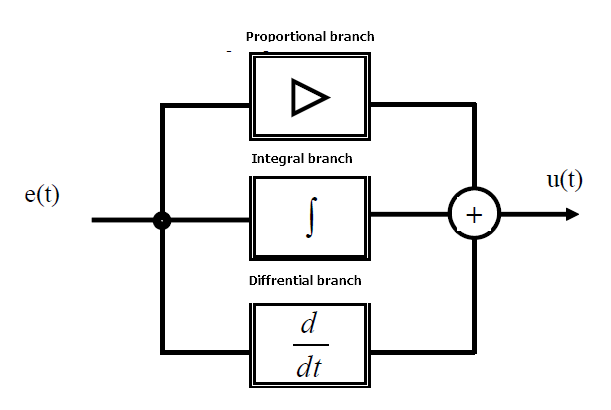 Proportional branch
Integral branch
e(t)
u(t)
∫
+
Diffrential branch
d
dt